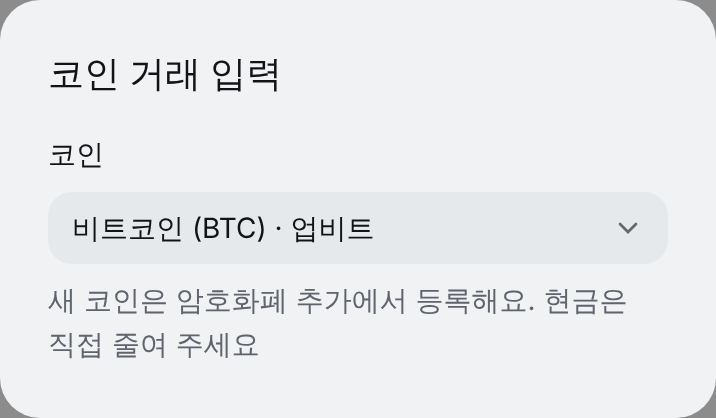 코인 거래 입력
코인
비트코인 (BTC) · 업비트
새 코인은 암호화폐 추가에서 등록해요. 현금은
직접 줄여 주세요